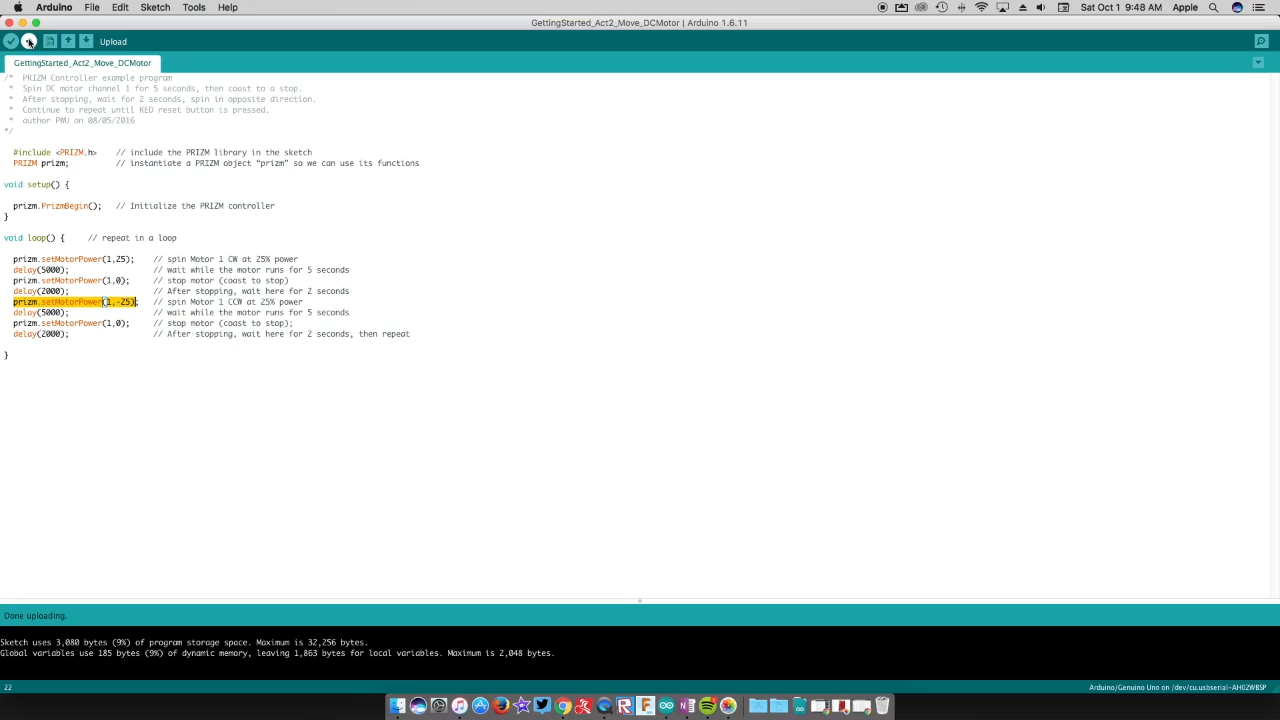 Arduino File Edit Sketch Tools Help Sat Oct 1 9:48 AM Apple
GettingStarted_Act2_Move_DCMotor | Arduino 1.6.11
Upload
GettingStarted_Act2_Move_DCMotor
/* PRIZM Controller example program
* Spin DC motor channel 1 for 5 seconds, then coast to a stop.
* After stopping, wait for 2 seconds, spin in opposite direction.
* Continue to repeat until RED reset button is pressed.
* author PWU on 08/05/2016
*/
#include <PRIZM.h> // include the PRIZM library in the sketch
PRIZM prizm; // instantiate a PRIZM object “prizm” so we can use its functions
void setup() {
prizm.PrizmBegin(); // Initialize the PRIZM controller
}
void loop() { // repeat in a loop
prizm.setMotorPower(1,25); // spin Motor 1 CW at 25% power
delay(5000); // wait while the motor runs for 5 seconds
prizm.setMotorPower(1,0); // stop motor (coast to stop)
delay(2000); // After stopping, wait here for 2 seconds
prizm.setMotorPower(1,-25); // spin Motor 1 CCW at 25% power
delay(5000); // wait while the motor runs for 5 seconds
prizm.setMotorPower(1,0); // stop motor (coast to stop);
delay(2000); // After stopping, wait here for 2 seconds, then repeat
}
Done uploading.
Sketch uses 3,080 bytes (9%) of program storage space. Maximum is 32,256 bytes.
Global variables use 185 bytes (9%) of dynamic memory, leaving 1,863 bytes for local variables. Maximum is 2,048 bytes.
22 Arduino/Genuino Uno on /dev/cu.usbserial-AH02WBSP